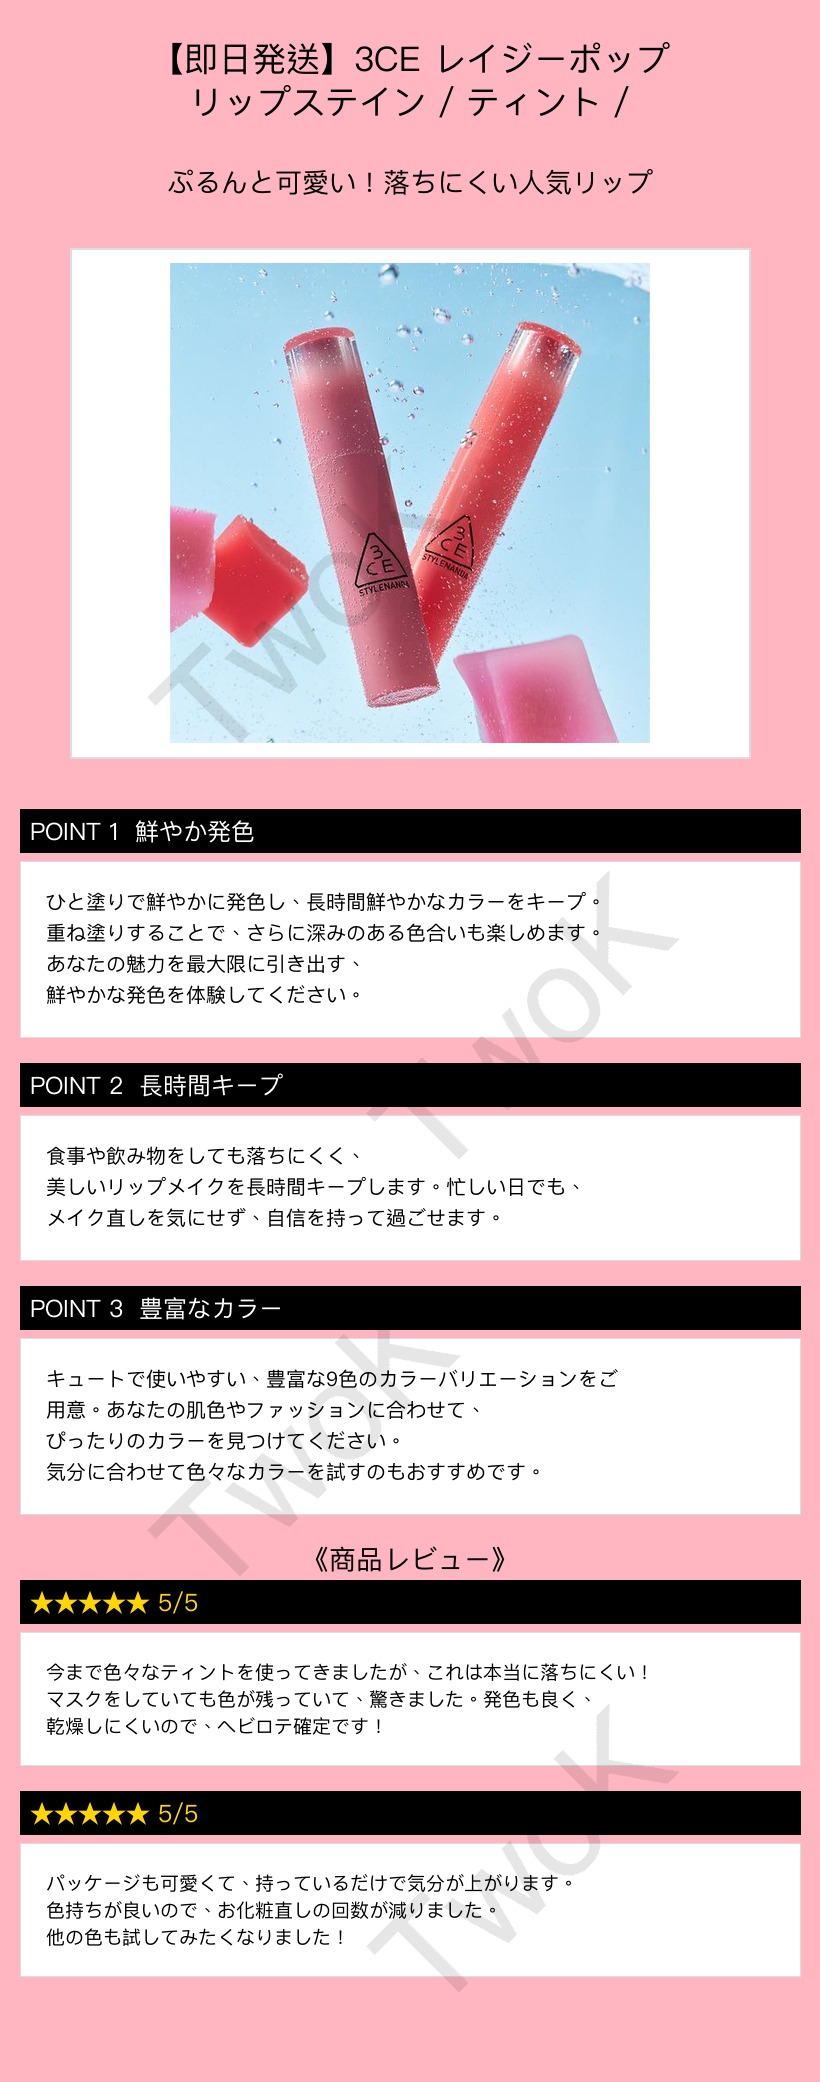 【即日発送】3CE レイジーポップ
リップステイン / ティント /
ぷるんと可愛い！落ちにくい人気リップ
3CE
STYLENANDA
3CE
STYLENANDA
TwoK
POINT 1 鮮やか発色
ひと塗りで鮮やかに発色し、長時間鮮やかなカラーをキープ。
重ね塗りすることで、さらに深みのある色合いも楽しめます。
あなたの魅力を最大限に引き出す、
鮮やかな発色を体験してください。
TwoK
POINT 2 長時間キープ
食事や飲み物をしても落ちにくく、
美しいリップメイクを長時間キープします。忙しい日でも、
メイク直しを気にせず、自信を持って過ごせます。
POINT 3 豊富なカラー
キュートで使いやすい、豊富な9色のカラーバリエーションをご
用意。あなたの肌色やファッションに合わせて、
ぴったりのカラーを見つけてください。
気分に合わせて色々なカラーを試すのもおすすめです。
TwoK
《商品レビュー》
★★★★★ 5/5
今まで色々なティントを使ってきましたが、これは本当に落ちにくい！
マスクをしていても色が残っていて、驚きました。発色も良く、
乾燥しにくいので、ヘビロテ確定です！
★★★★★ 5/5
パッケージも可愛くて、持っているだけで気分が上がります。
色持ちが良いので、お化粧直しの回数が減りました。
他の色も試してみたくなりました！
TwoK